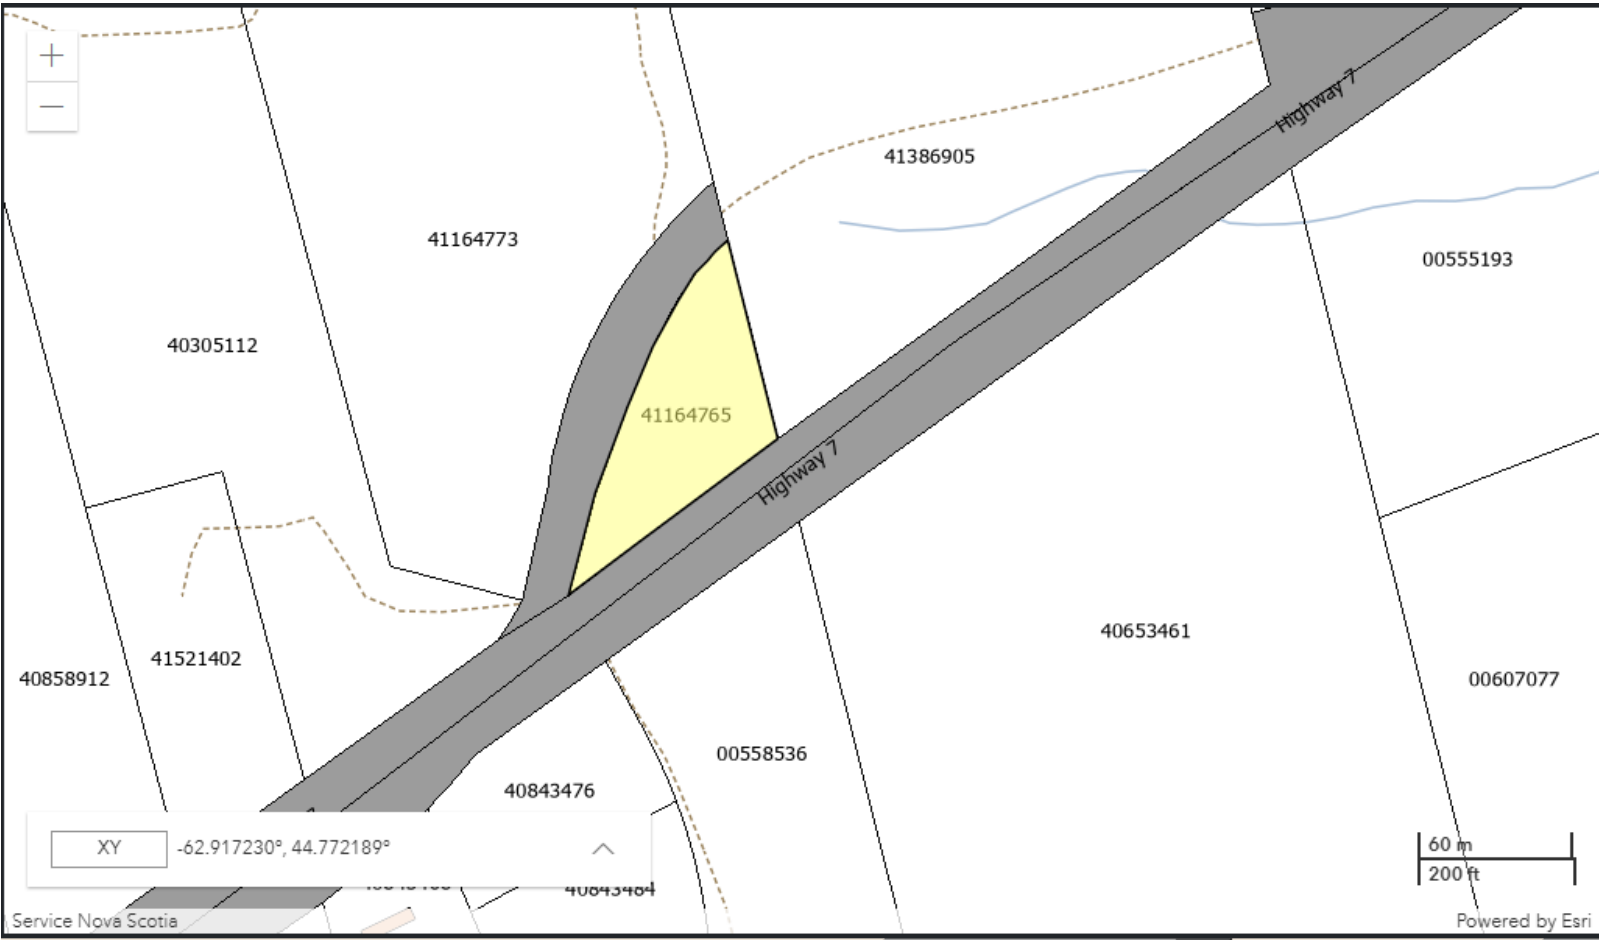 +
−
Highway 7
41386905
41164773
00555193
40305112
41164765
Highway 7
40653461
41521402
40858912
00607077
00558536
40843476
XY
-62.917230°, 44.772189°
60 m
200 ft
40843484
Service Nova Scotia
Powered by Esri